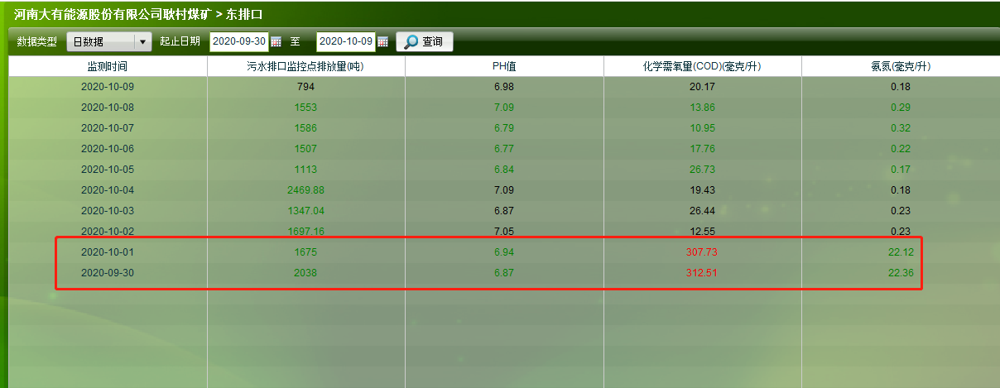 河南大有能源股份有限公司耿村煤矿 > 东排口
数据类型 日数据 起止日期 2020-09-30 至 2020-10-09 查询
监测时间 污水排口监控点排放量(吨) PH值 化学需氧量(COD)(毫克/升) 氨氮(毫克/升)
2020-10-09 794 6.98 20.17 0.18
2020-10-08 1553 7.09 13.86 0.29
2020-10-07 1586 6.79 10.95 0.32
2020-10-06 1507 6.77 17.76 0.22
2020-10-05 1113 6.84 26.73 0.17
2020-10-04 2469.88 7.09 19.43 0.18
2020-10-03 1347.04 6.87 26.44 0.23
2020-10-02 1697.16 7.05 12.55 0.23
2020-10-01 1675 6.94 307.73 22.12
2020-09-30 2038 6.87 312.51 22.36